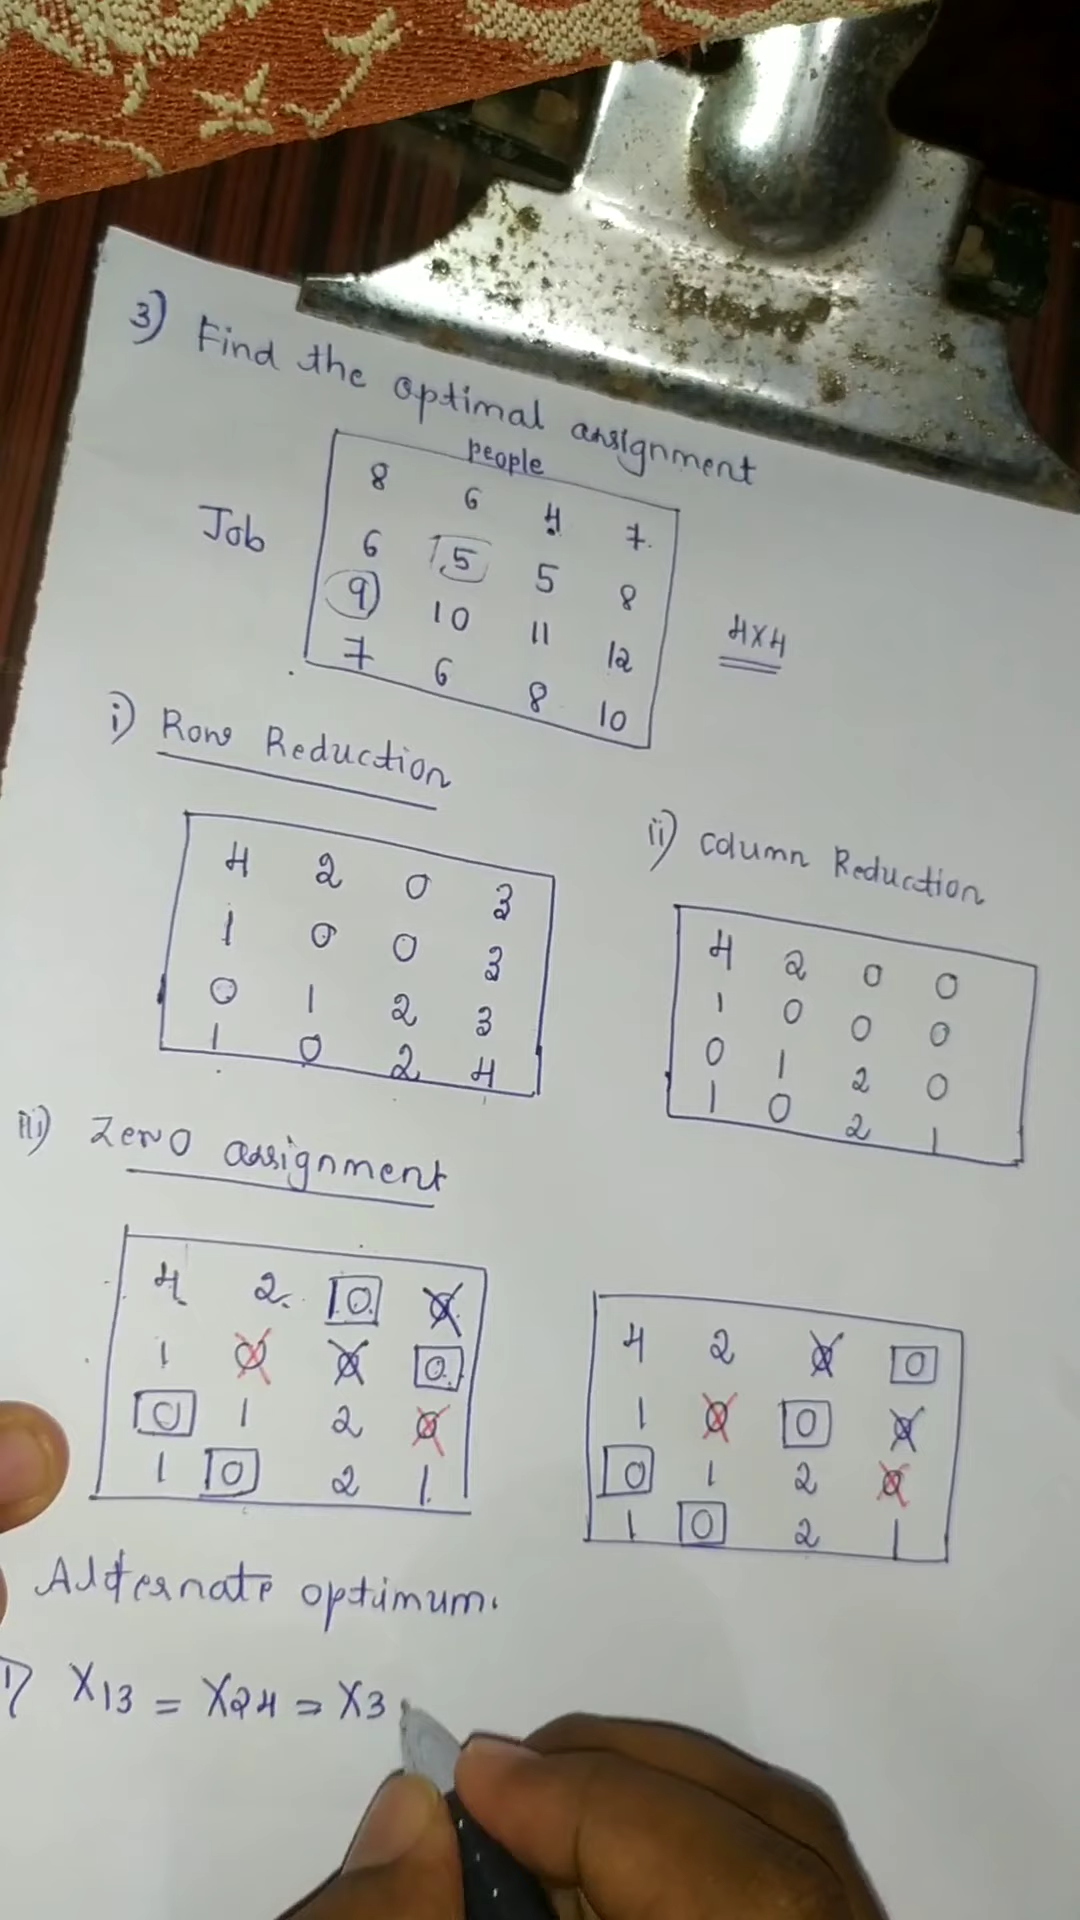 3) Find the optimal assignment
people
Job
8 6 4 7
6 5 5 8
9 10 11 12
7 6 8 10
4X4
i) Row Reduction
4 2 0 3
1 0 0 3
0 1 2 3
1 0 2 4
ii) Column Reduction
4 2 0 0
1 0 0 0
0 1 2 0
1 0 2 1
iii) Zero assignment
4 2 0 0
1 0 0 0
0 1 2 0
1 0 2 1
4 2 0 0
1 0 0 0
0 1 2 0
1 0 2 1
Alternate optimum.
1) X13 = X24 = X3